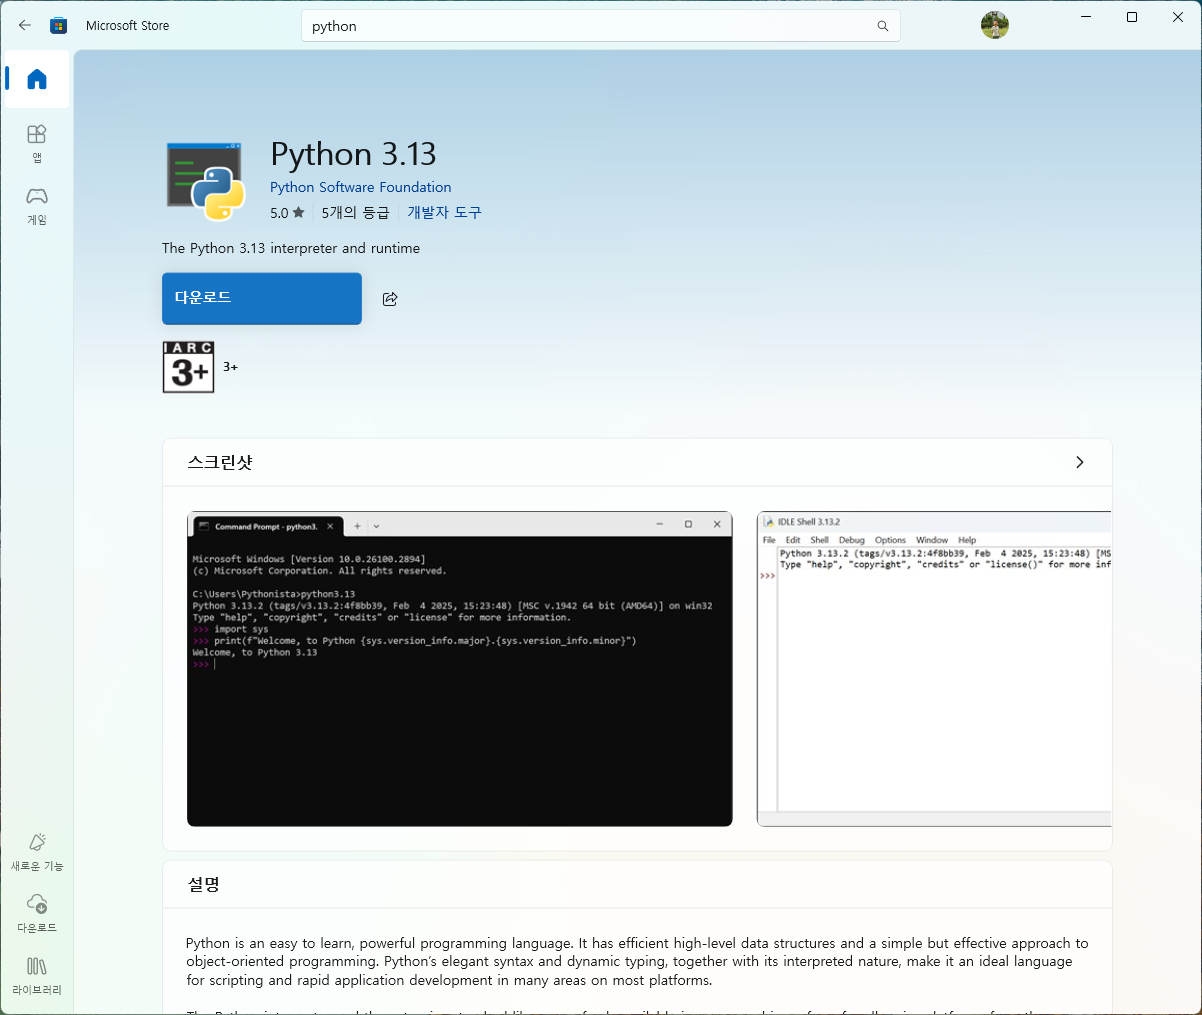 Microsoft Store
python
앱
게임
새로운 기능
다운로드
라이브러리
Python 3.13
Python Software Foundation
5.0 ★ 5개의 등급 개발자 도구
The Python 3.13 interpreter and runtime
다운로드
IARC
3+
3+
스크린샷
Command Prompt - python3.
Microsoft Windows [Version 10.0.26100.2894]
(c) Microsoft Corporation. All rights reserved.
C:\Users\Pythonista>python3.13
Python 3.13.2 (tags/v3.13.2:4f8bb39, Feb  4 2025, 15:23:48) [MSC v.1942 64 bit (AMD64)] on win32
Type "help", "copyright", "credits" or "license" for more information.
>>> import sys
>>> print(f"Welcome, to Python {sys.version_info.major}.{sys.version_info.minor}")
Welcome, to Python 3.13
>>>
IDLE Shell 3.13.2
File Edit Shell Debug Options Window Help
Python 3.13.2 (tags/v3.13.2:4f8bb39, Feb  4 2025, 15:23:48) [MS
Type "help", "copyright", "credits" or "license()" for more inf
>>>
설명
Python is an easy to learn, powerful programming language. It has efficient high-level data structures and a simple but effective approach to
object-oriented programming. Python's elegant syntax and dynamic typing, together with its interpreted nature, make it an ideal language
for scripting and rapid application development in many areas on most platforms.